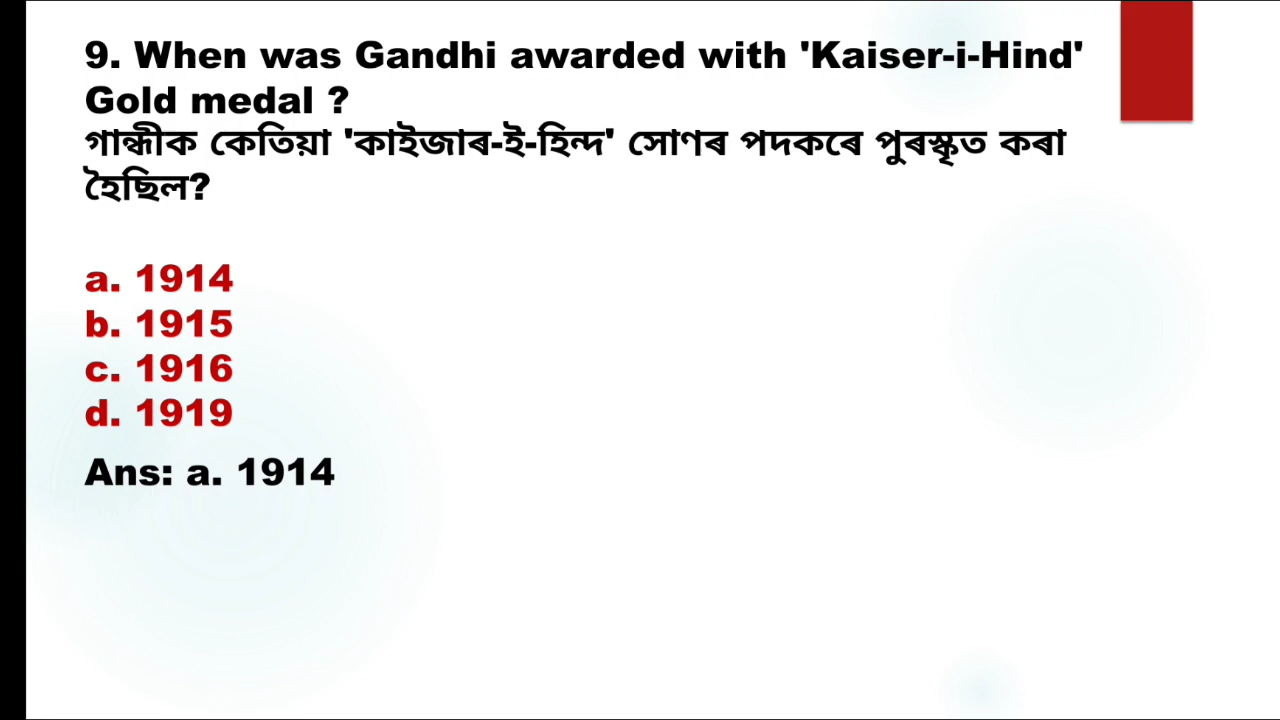 9. When was Gandhi awarded with 'Kaiser-i-Hind'
Gold medal ?
গান্ধীক কেতিয়া 'কাইজাৰ-ই-হিন্দ' সোণৰ পদকৰে পুৰস্কৃত কৰা
হৈছিল?
a. 1914
b. 1915
c. 1916
d. 1919
Ans: a. 1914